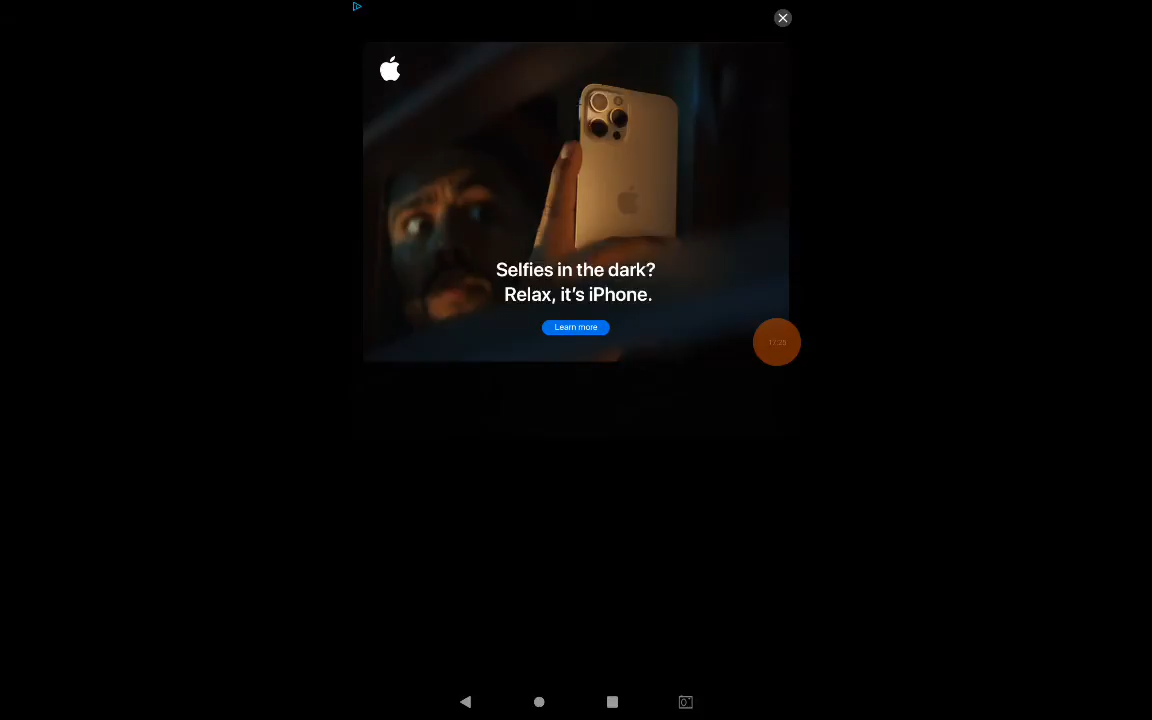 Selfies in the dark?
Relax, it's iPhone.
Learn more